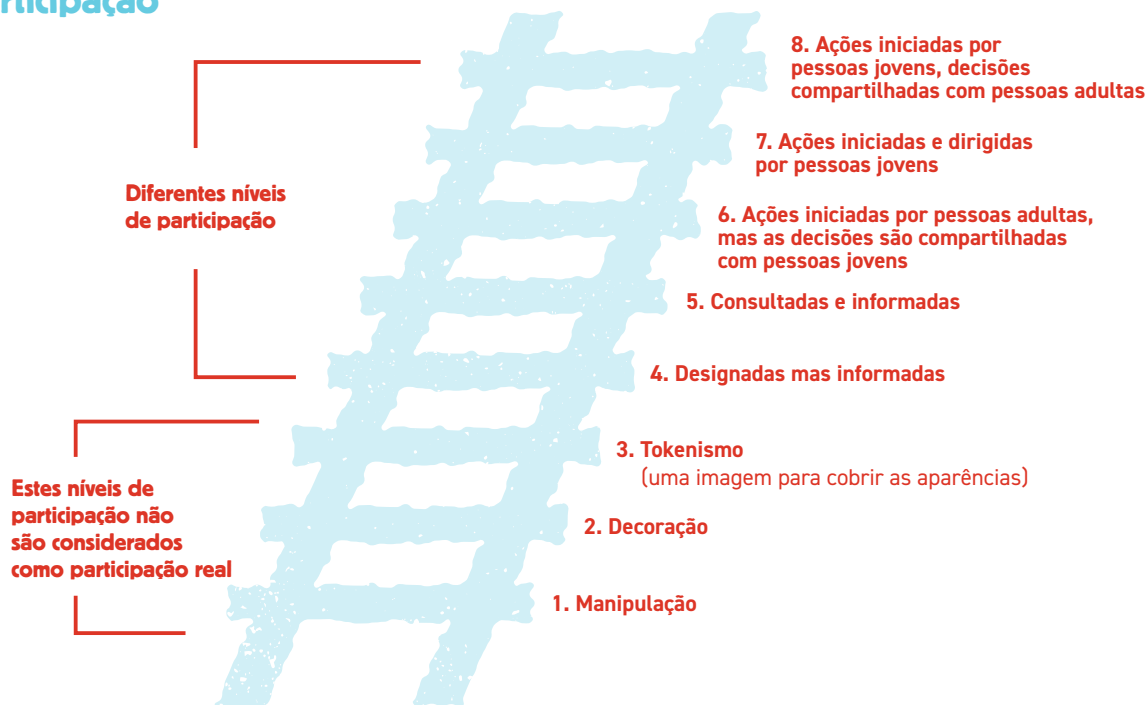 8. Ações iniciadas por
pessoas jovens, decisões
compartilhadas com pessoas adultas
7. Ações iniciadas e dirigidas
por pessoas jovens
Diferentes níveis
de participação
6. Ações iniciadas por pessoas adultas,
mas as decisões são compartilhadas
com pessoas jovens
5. Consultadas e informadas
4. Designadas mas informadas
3. Tokenismo
(uma imagem para cobrir as aparências)
Estes níveis de
participação não
são considerados
como participação real
2. Decoração
1. Manipulação